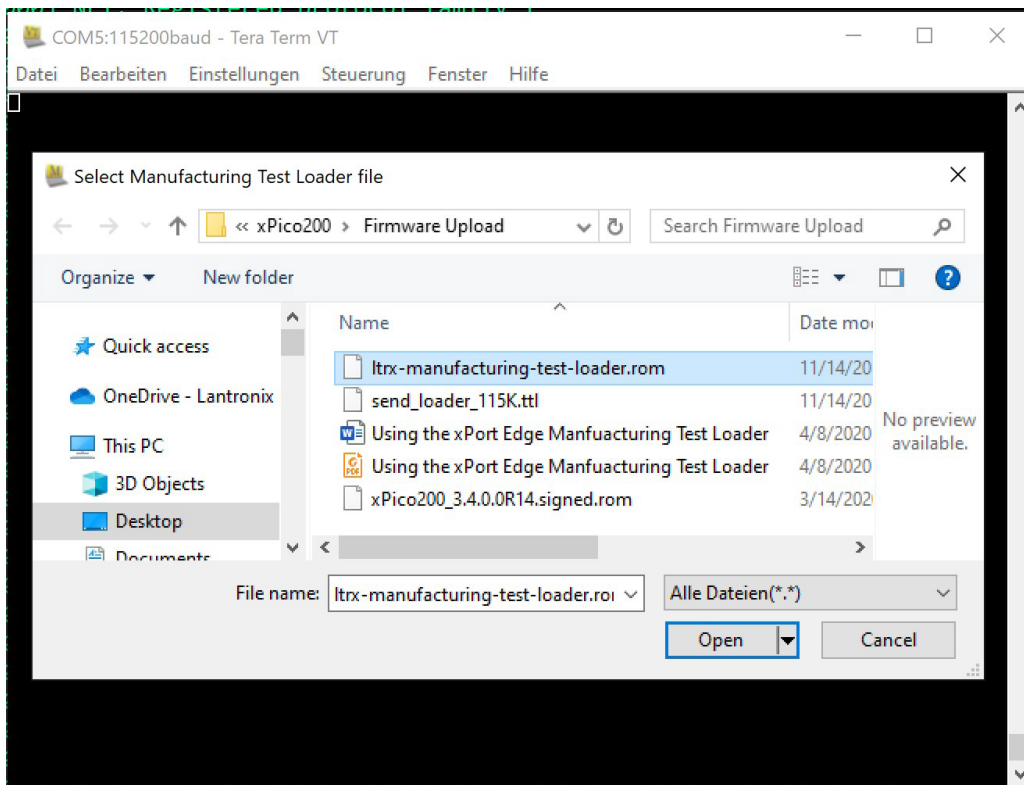 COM5:115200baud - Tera Term VT
Datei Bearbeiten Einstellungen Steuerung Fenster Hilfe
Select Manufacturing Test Loader file
« xPico200 › Firmware Upload
Search Firmware Upload
Organize
New folder
Name
Date mo
Quick access
OneDrive - Lantronix
This PC
3D Objects
Desktop
Documents
ltrx-manufacturing-test-loader.rom 11/14/20
send_loader_115K.ttl 11/14/20
Using the xPort Edge Manfuacturing Test Loader 4/8/2020
Using the xPort Edge Manfuacturing Test Loader 4/8/2020
xPico200_3.4.0.0R14.signed.rom 3/14/202
No preview
available.
File name: ltrx-manufacturing-test-loader.ro
Alle Dateien(*.*)
Open
Cancel